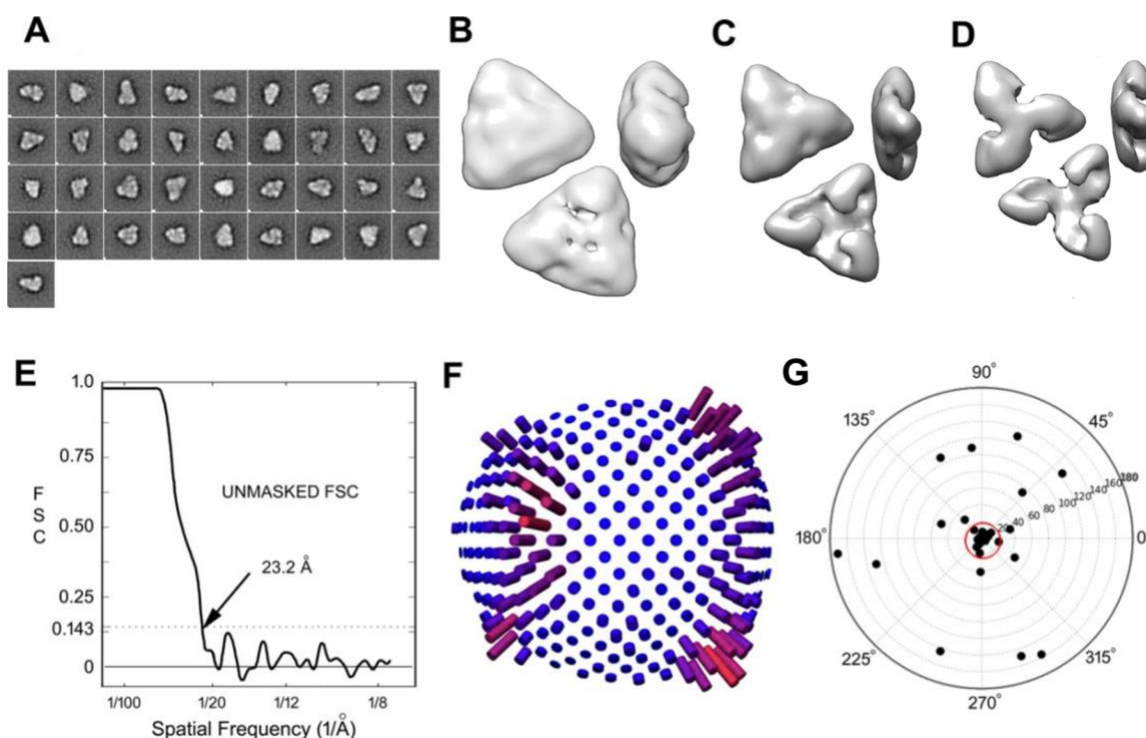 A
B
C
D
E
1.0
0.75
F
S
C
0.50
0.25
0.143
0
UNMASKED FSC
23.2 Å
1/100
1/20
1/12
1/8
Spatial Frequency (1/Å)
F
G
90°
135°
45°
180°
0
225°
315°
270°
20
40
60
80
100
120
140
160
180